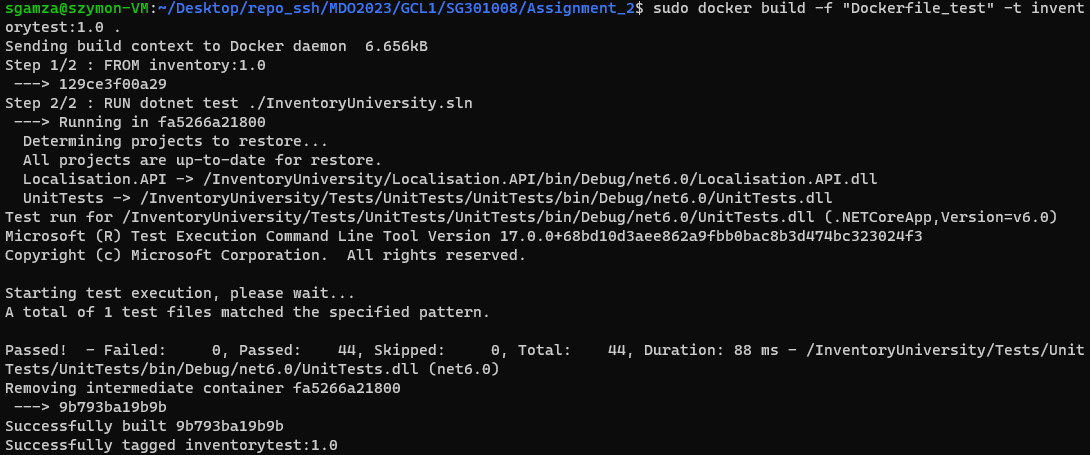 sgamza@szymon-VM:~/Desktop/repo_ssh/MDO2023/GCL1/SG301008/Assignment_2$ sudo docker build -f "Dockerfile_test" -t invent
orytest:1.0 .
Sending build context to Docker daemon  6.656kB
Step 1/2 : FROM inventory:1.0
 ---> 129ce3f00a29
Step 2/2 : RUN dotnet test ./InventoryUniversity.sln
 ---> Running in fa5266a21800
  Determining projects to restore...
  All projects are up-to-date for restore.
  Localisation.API -> /InventoryUniversity/Localisation.API/bin/Debug/net6.0/Localisation.API.dll
  UnitTests -> /InventoryUniversity/Tests/UnitTests/UnitTests/bin/Debug/net6.0/UnitTests.dll
Test run for /InventoryUniversity/Tests/UnitTests/UnitTests/bin/Debug/net6.0/UnitTests.dll (.NETCoreApp,Version=v6.0)
Microsoft (R) Test Execution Command Line Tool Version 17.0.0+68bd10d3aee862a9fbb0bac8b3d474bc323024f3
Copyright (c) Microsoft Corporation.  All rights reserved.

Starting test execution, please wait...
A total of 1 test files matched the specified pattern.

Passed!  - Failed:     0, Passed:    44, Skipped:     0, Total:    44, Duration: 88 ms - /InventoryUniversity/Tests/Unit
Tests/UnitTests/bin/Debug/net6.0/UnitTests.dll (net6.0)
Removing intermediate container fa5266a21800
 ---> 9b793ba19b9b
Successfully built 9b793ba19b9b
Successfully tagged inventorytest:1.0